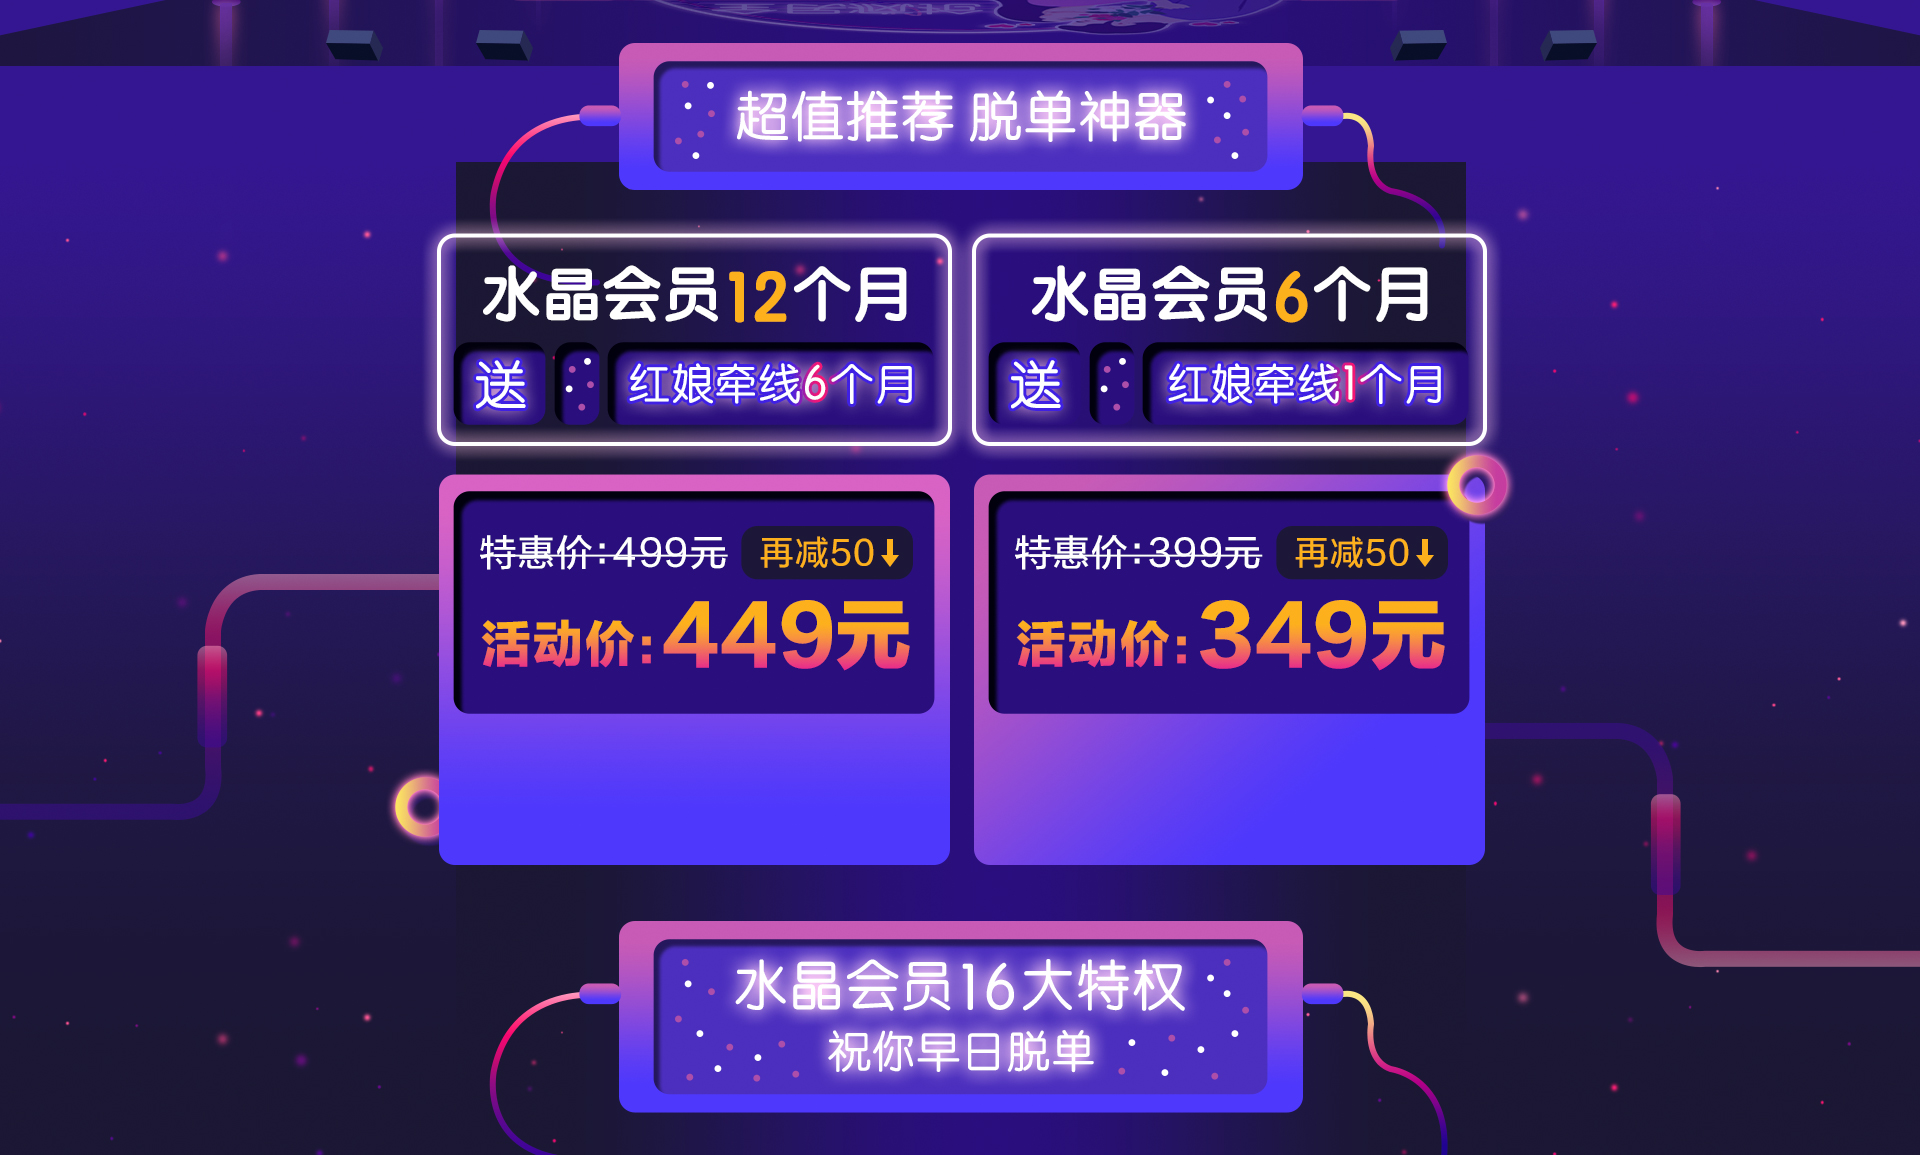 超值推荐 脱单神器
水晶会员12个月
送 红娘牵线6个月
特惠价:499元 再减50↓
活动价:449元
水晶会员6个月
送 红娘牵线1个月
特惠价:399元 再减50↓
活动价:349元
水晶会员16大特权
祝你早日脱单